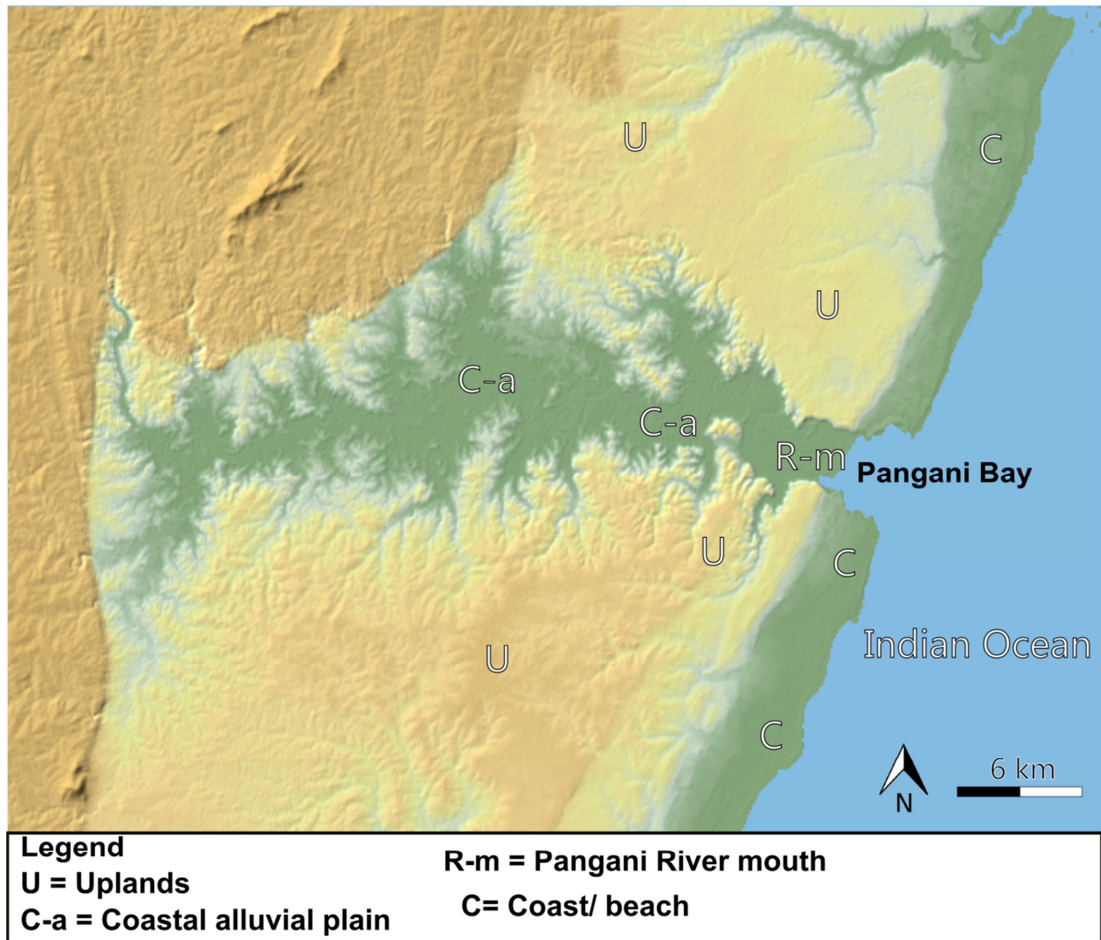 U
C
U
C-a
C-a
R-m
Pangani Bay
U
C
Indian Ocean
U
C
6 km
N
Legend
U = Uplands
C-a = Coastal alluvial plain
R-m = Pangani River mouth
C= Coast/ beach